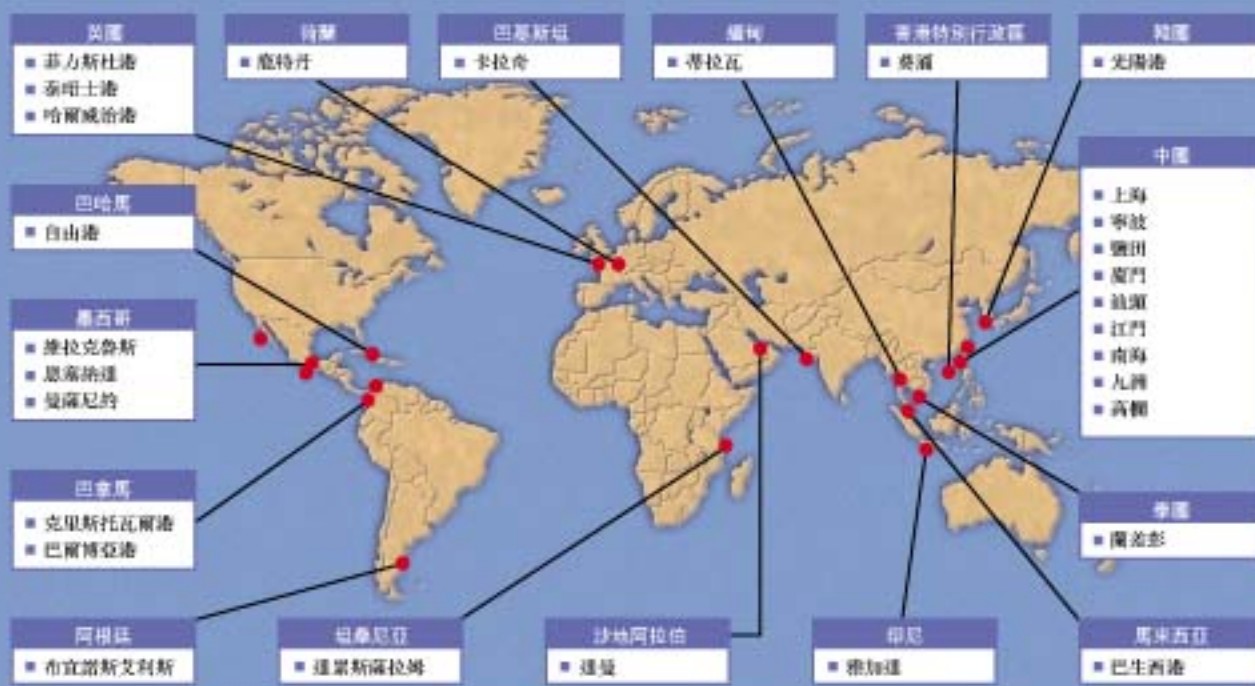 英國
菲力斯杜港
泰晤士港
哈爾威治港
荷蘭
鹿特丹
巴基斯坦
卡拉奇
緬甸
蒂拉瓦
香港特別行政區
葵涌
韓國
光陽港
中國
上海
寧波
鹽田
廈門
汕頭
江門
南海
九洲
高欄
巴哈馬
自由港
墨西哥
維拉克魯斯
恩塞納達
曼薩尼約
巴拿馬
克里斯托瓦爾港
巴爾博亞港
泰國
蘭差彭
阿根廷
布宜諾斯艾利斯
坦桑尼亞
達累斯薩拉姆
沙地阿拉伯
達曼
印尼
雅加達
馬來西亞
巴生西港